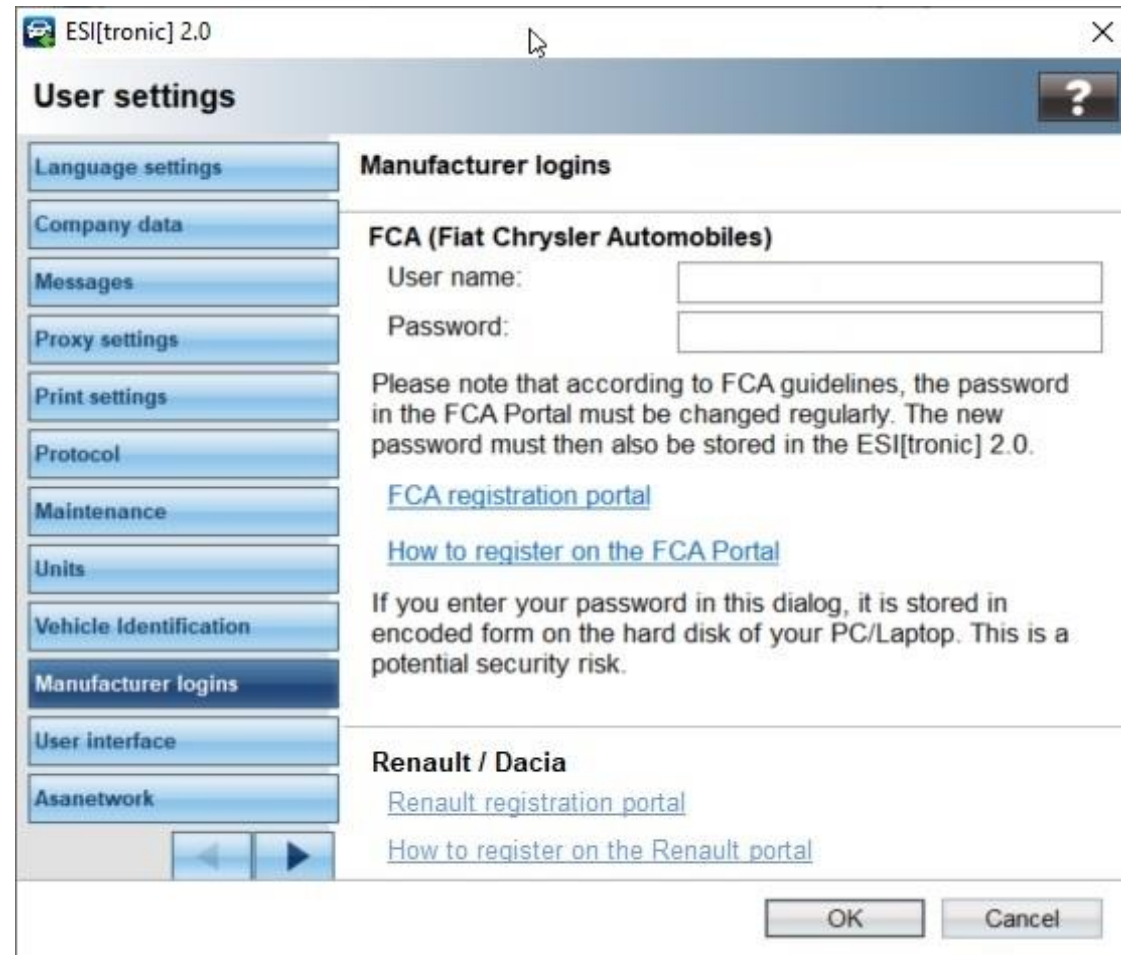 ESI[tronic] 2.0
User settings
?
Language settings
Company data
Messages
Proxy settings
Print settings
Protocol
Maintenance
Units
Vehicle Identification
Manufacturer logins
User interface
Asanetwork
Manufacturer logins
FCA (Fiat Chrysler Automobiles)
User name:
Password:
Please note that according to FCA guidelines, the password
in the FCA Portal must be changed regularly. The new
password must then also be stored in the ESI[tronic] 2.0.
FCA registration portal
How to register on the FCA Portal
If you enter your password in this dialog, it is stored in
encoded form on the hard disk of your PC/Laptop. This is a
potential security risk.
Renault / Dacia
Renault registration portal
How to register on the Renault portal
OK
Cancel